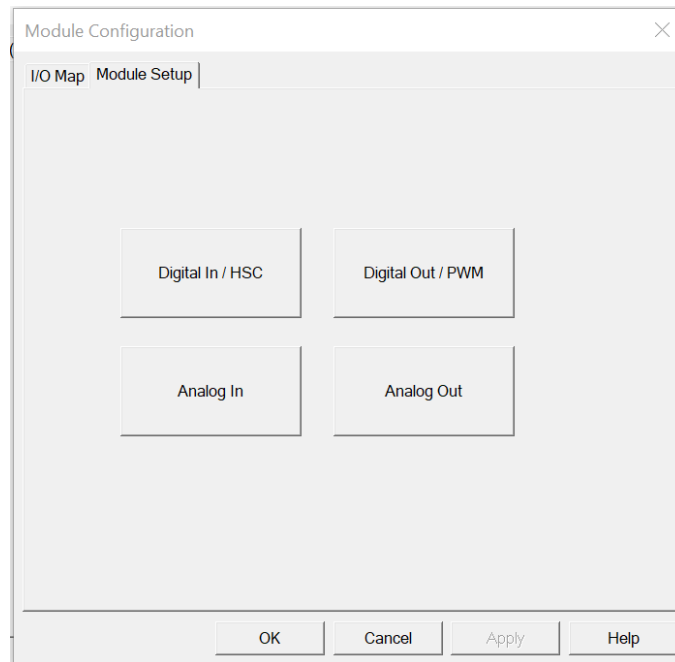 Module Configuration
I/O Map Module Setup
Digital In / HSC Digital Out / PWM
Analog In Analog Out
OK Cancel Apply Help